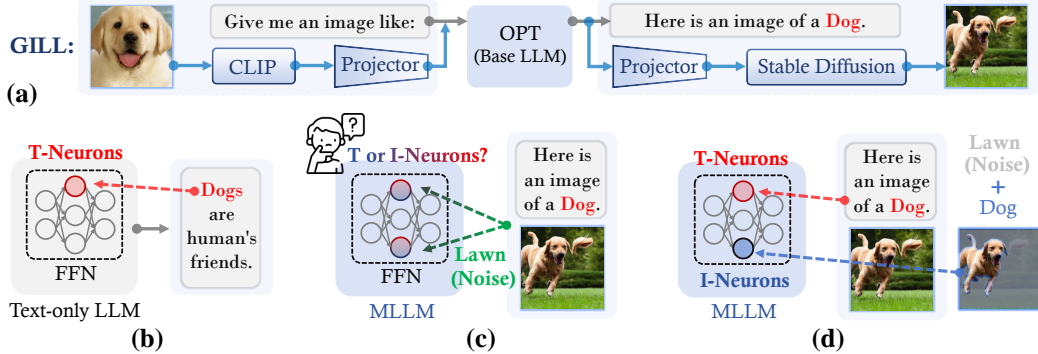 GILL:
Give me an image like:
CLIP
Projector
OPT
(Base LLM)
Here is an image of a Dog.
Projector
Stable Diffusion
(a)
T-Neurons
FFN
Text-only LLM
Dogs
are
human's
friends.
(b)
?
T or I-Neurons?
FFN
MLLM
Lawn
(Noise)
Here is
an image
of a Dog.
(c)
T-Neurons
FFN
I-Neurons
MLLM
Here is
an image
of a Dog.
Lawn
(Noise)
+
Dog
(d)